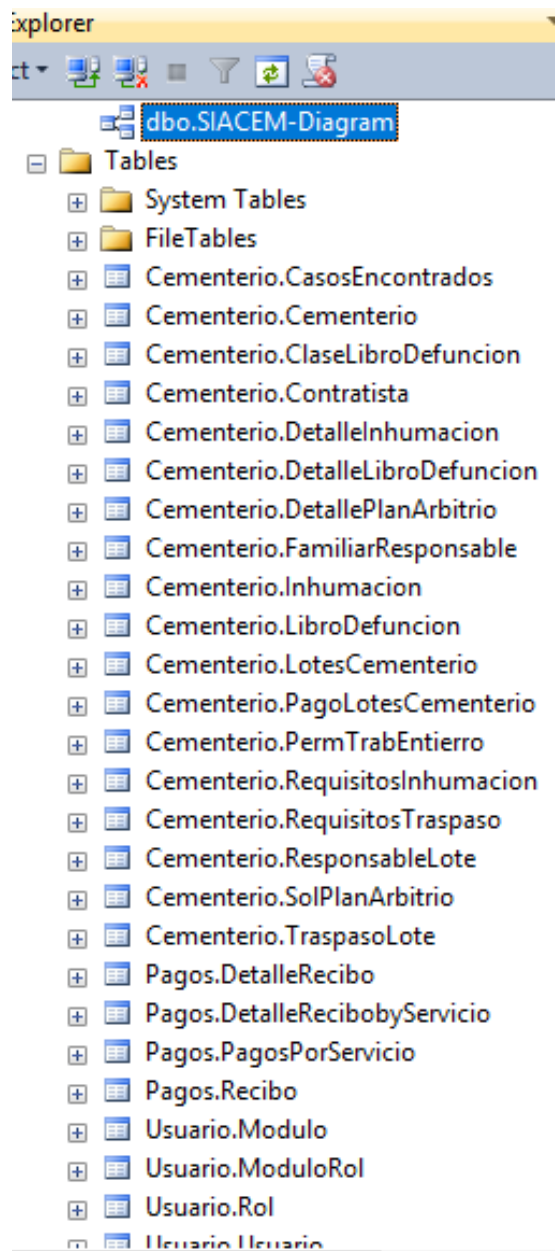 Explorer
ct
dbo.SIACEM-Diagram
Tables
System Tables
FileTables
Cementerio.CasosEncontrados
Cementerio.Cementerio
Cementerio.ClaseLibroDefuncion
Cementerio.Contratista
Cementerio.DetalleInhumacion
Cementerio.DetalleLibroDefuncion
Cementerio.DetallePlanArbitrio
Cementerio.FamiliarResponsable
Cementerio.Inhumacion
Cementerio.LibroDefuncion
Cementerio.LotesCementerio
Cementerio.PagoLotesCementerio
Cementerio.PermTrabEntierro
Cementerio.RequisitosInhumacion
Cementerio.RequisitosTraspaso
Cementerio.ResponsableLote
Cementerio.SolPlanArbitrio
Cementerio.TraspasoLote
Pagos.DetalleRecibo
Pagos.DetalleRecibobyServicio
Pagos.PagosPorServicio
Pagos.Recibo
Usuario.Modulo
Usuario.ModuloRol
Usuario.Rol
Usuario.Usuario